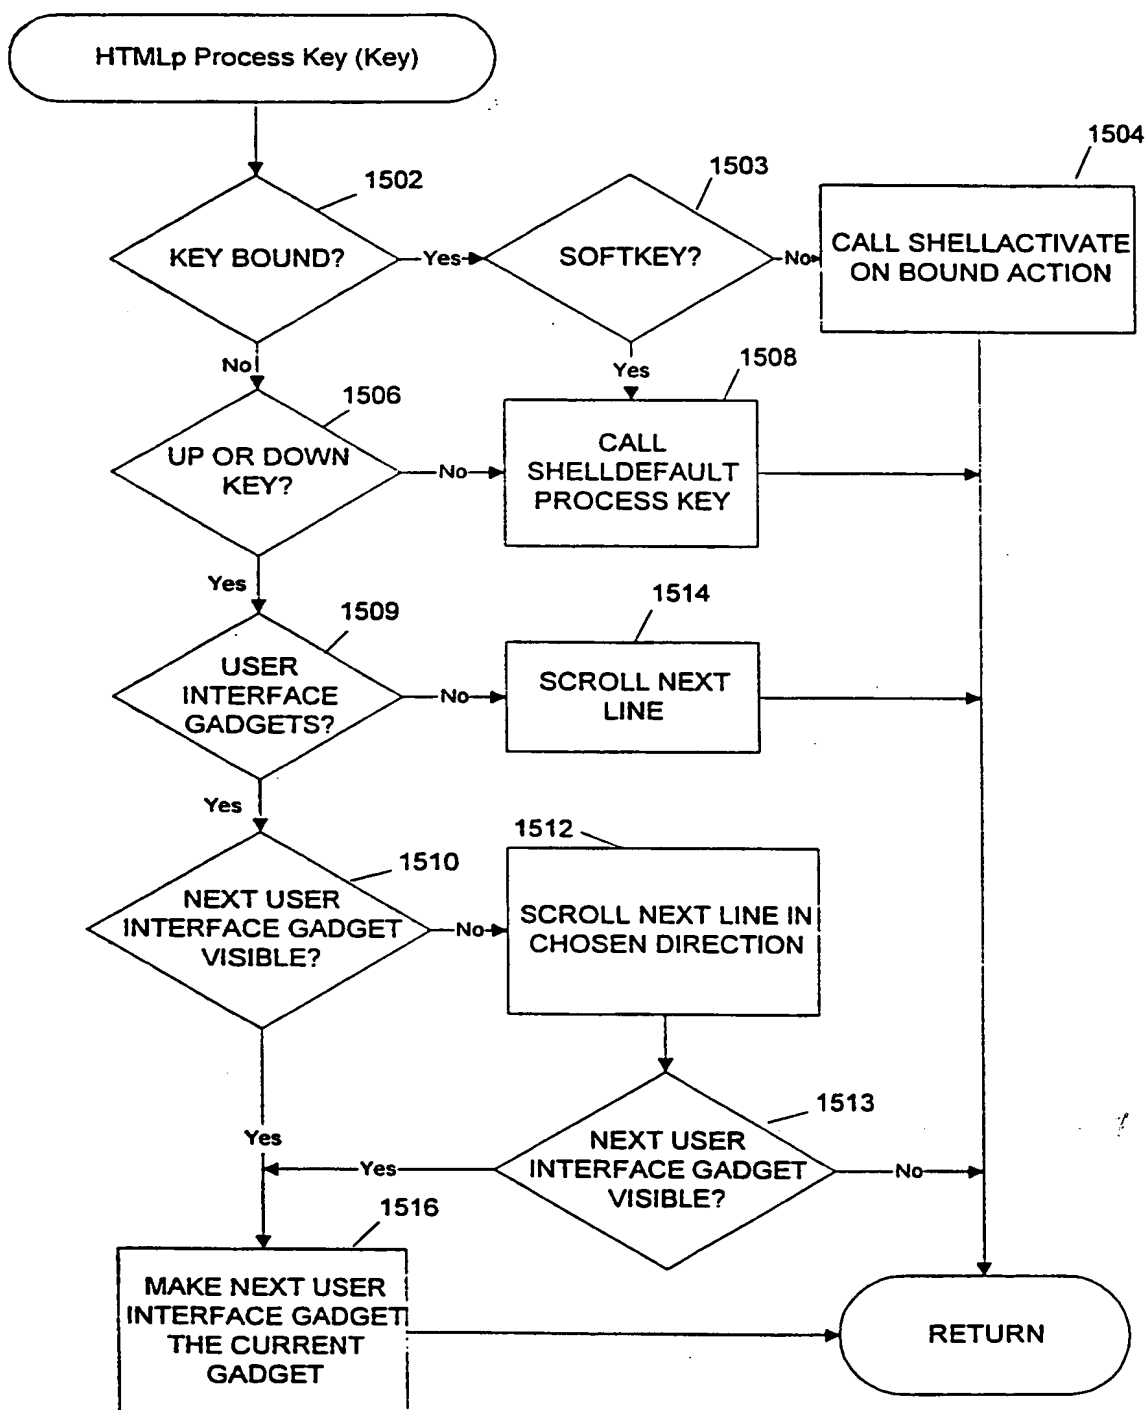 HTMLp Process Key (Key)
1502
1503
1504
KEY BOUND?
Yes
SOFTKEY?
No
CALL SHELLACTIVATE
ON BOUND ACTION
No
Yes
1506
1508
UP OR DOWN
KEY?
No
CALL
SHELLDEFAULT
PROCESS KEY
Yes
1509
1514
USER
INTERFACE
GADGETS?
No
SCROLL NEXT
LINE
Yes
1510
1512
NEXT USER
INTERFACE GADGET
VISIBLE?
No
SCROLL NEXT LINE IN
CHOSEN DIRECTION
Yes
1513
NEXT USER
INTERFACE GADGET
VISIBLE?
Yes
No
1516
MAKE NEXT USER
INTERFACE GADGET
THE CURRENT
GADGET
RETURN